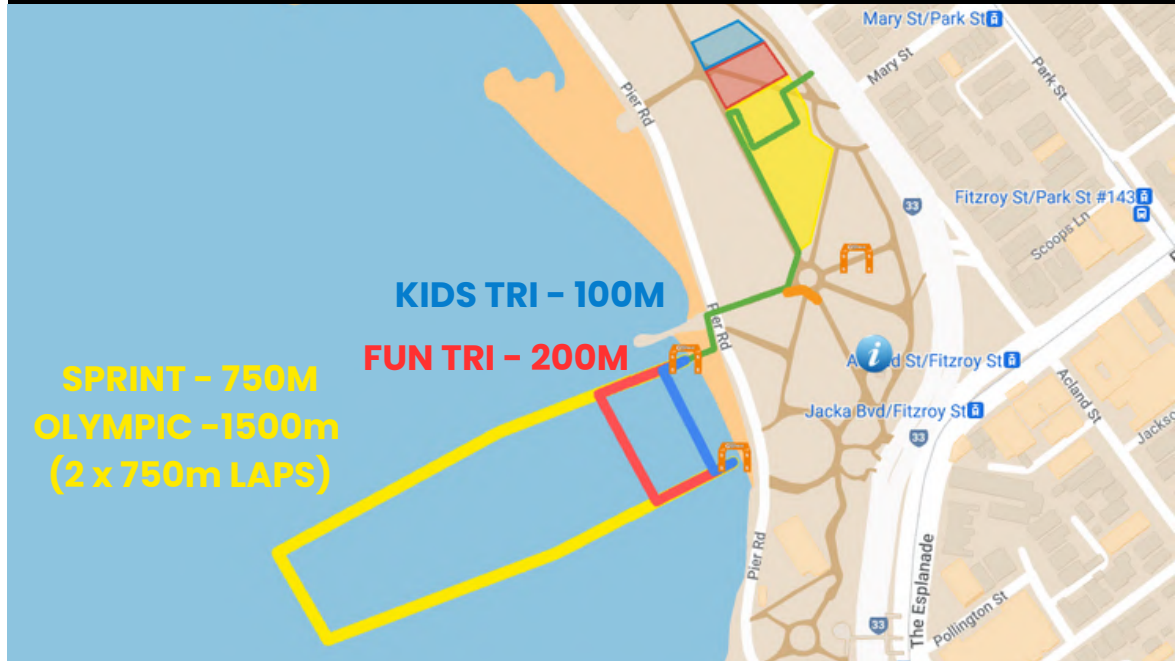 Mary St/Park St
Mary St
Park St
Pier Rd
Fitzroy St/Park St #143
33
Scoops Ln
KIDS TRI - 100M
Pier Rd
FUN TRI - 200M
i
d St/Fitzroy St
SPRINT - 750M
OLYMPIC -1500m
(2 x 750m LAPS)
Acland St
Jacka Bvd/Fitzroy St
33
Jackso
Pier Rd
The Esplanade
33
Pollington St